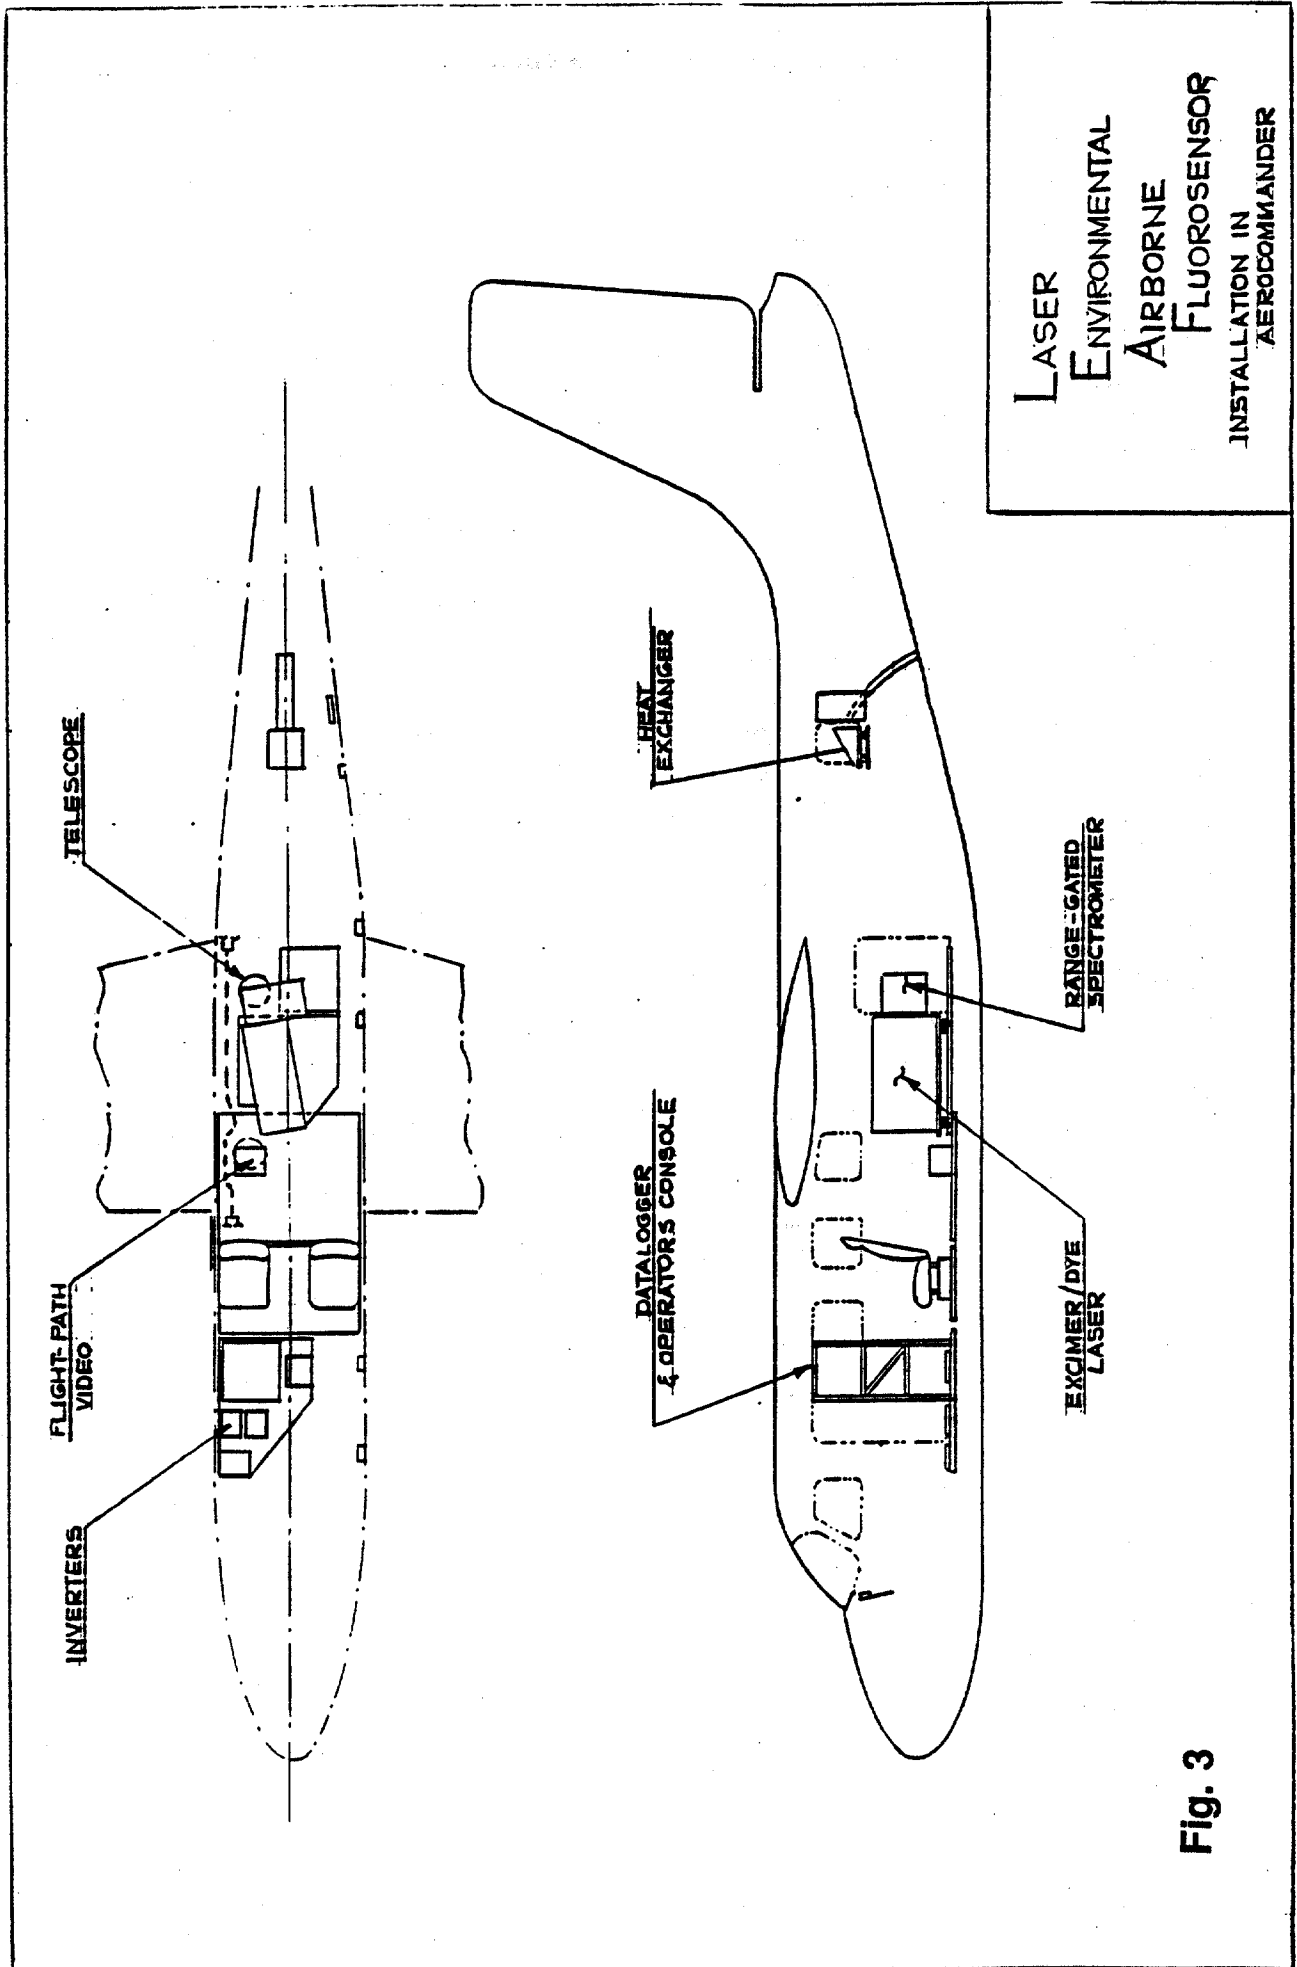 INVERTERS
FLIGHT-PATH
VIDEO
TELESCOPE
DATALOGGER
& OPERATORS CONSOLE
HEAT
EXCHANGER
EXCIMER/DYE
LASER
RANGE-GATED
SPECTROMETER
LASER
ENVIRONMENTAL
AIRBORNE
FLUOROSENSOR
INSTALLATION IN
AEROCOMMANDER
Fig. 3